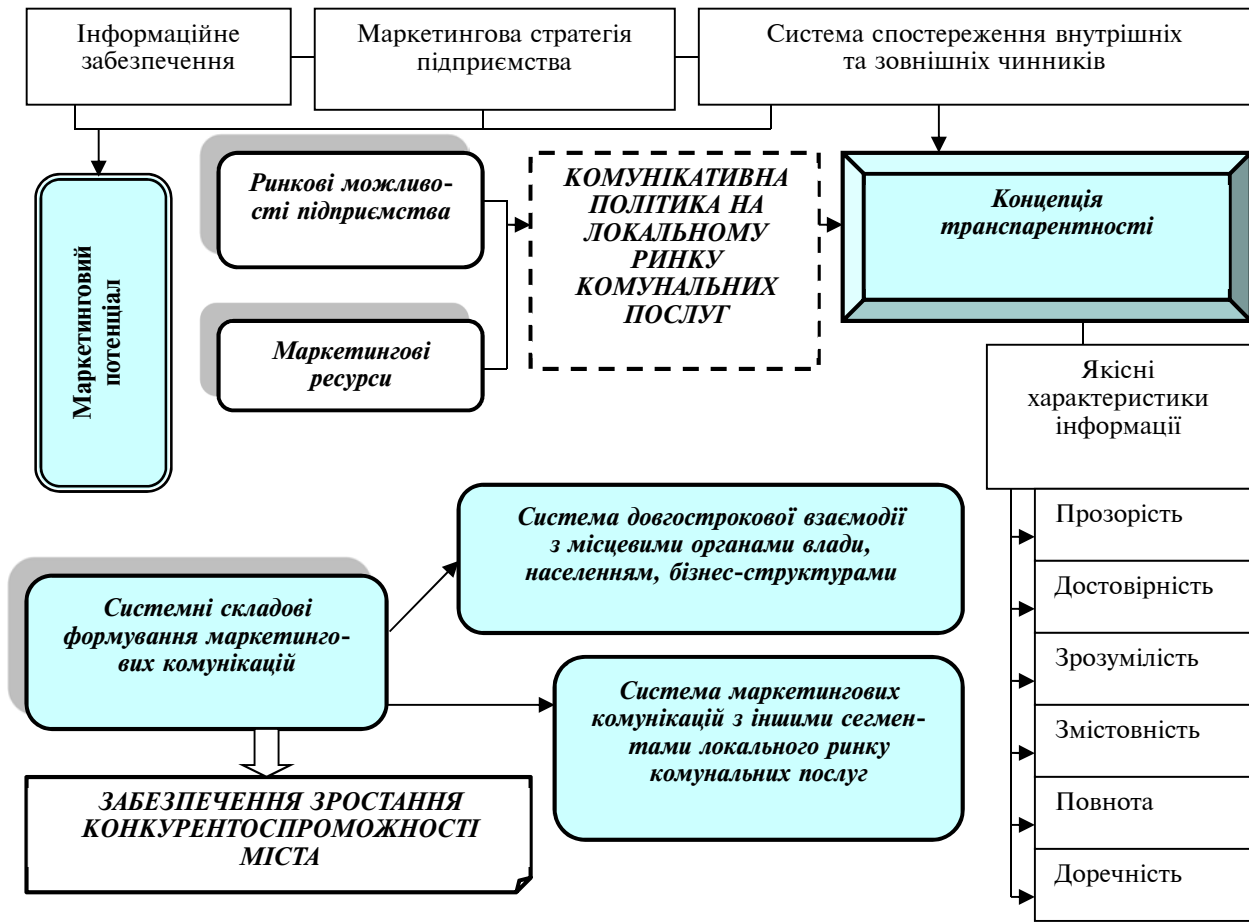 Інформаційне
забезпечення
Маркетингова стратегія
підприємства
Система спостереження внутрішніх
та зовнішніх чинників
Маркетинговий
потенціал
Ринкові можливо-
сті підприємства
Маркетингові
ресурси
КОМУНІКАТИВНА
ПОЛІТИКА НА
ЛОКАЛЬНОМУ
РИНКУ
КОМУНАЛЬНИХ
ПОСЛУГ
Концепція
транспарентності
Якісні
характеристики
інформації
Прозорість
Достовірність
Зрозумілість
Змістовність
Повнота
Доречність
Системні складові
формування маркетинго-
вих комунікацій
Система довгострокової взаємодії
з місцевими органами влади,
населенням, бізнес-структурами
Система маркетингових
комунікацій з іншими сегмен-
тами локального ринку
комунальних послуг
ЗАБЕЗПЕЧЕННЯ ЗРОСТАННЯ
КОНКУРЕНТОСПРОМОЖНОСТІ
МІСТА